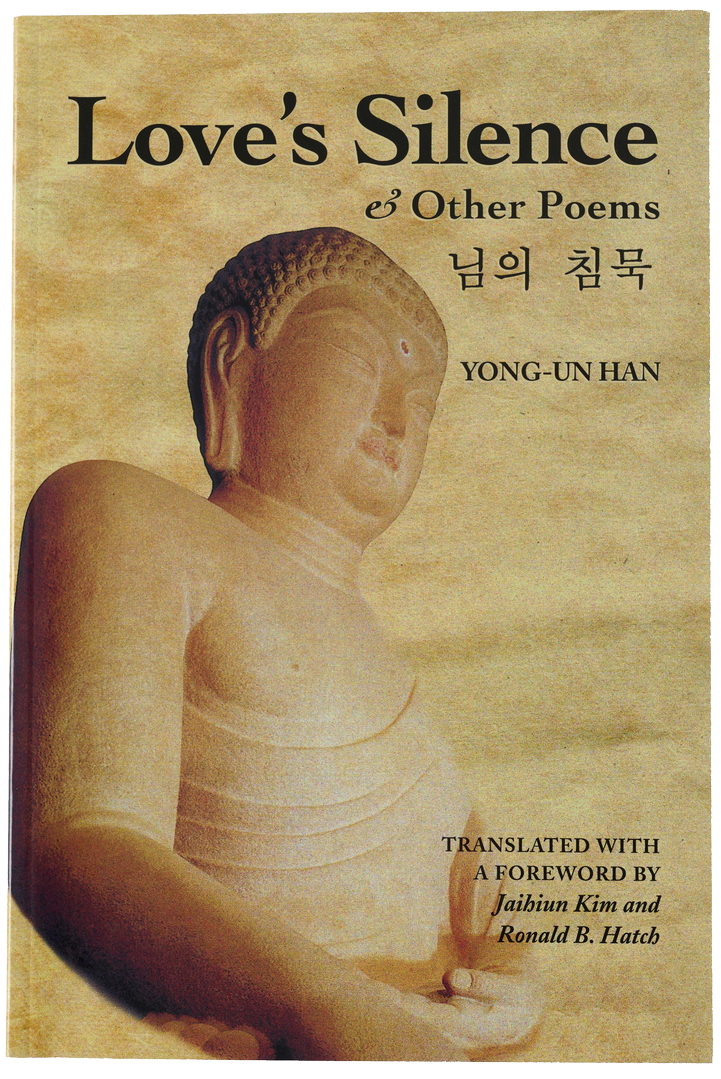 Love's Silence
& Other Poems
님의 침묵
YONG-UN HAN
TRANSLATED WITH
A FOREWORD BY
Jaihiun Kim and
Ronald B. Hatch